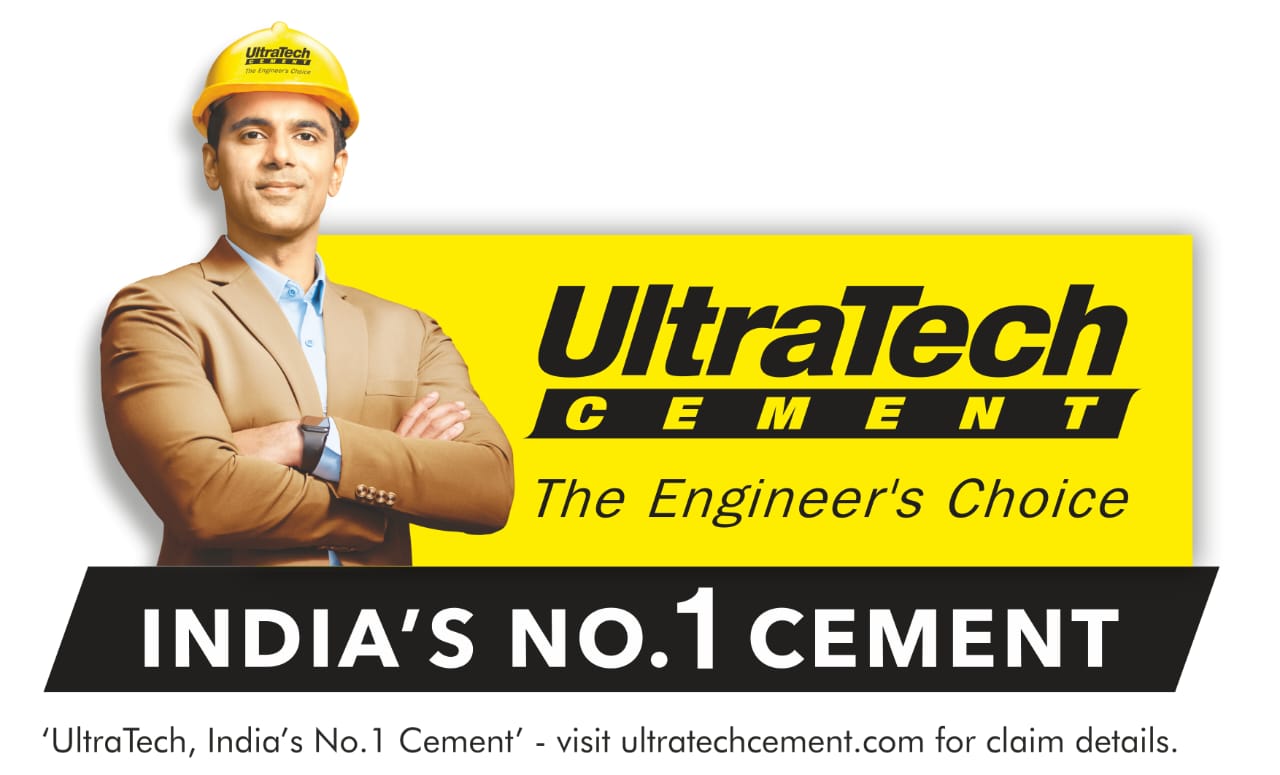 UltraTech
CEMENT
The Engineer's Choice
UltraTech
CEMENT
The Engineer's Choice
INDIA’S NO.1 CEMENT
‘UltraTech, India’s No.1 Cement’ - visit ultratechcement.com for claim details.